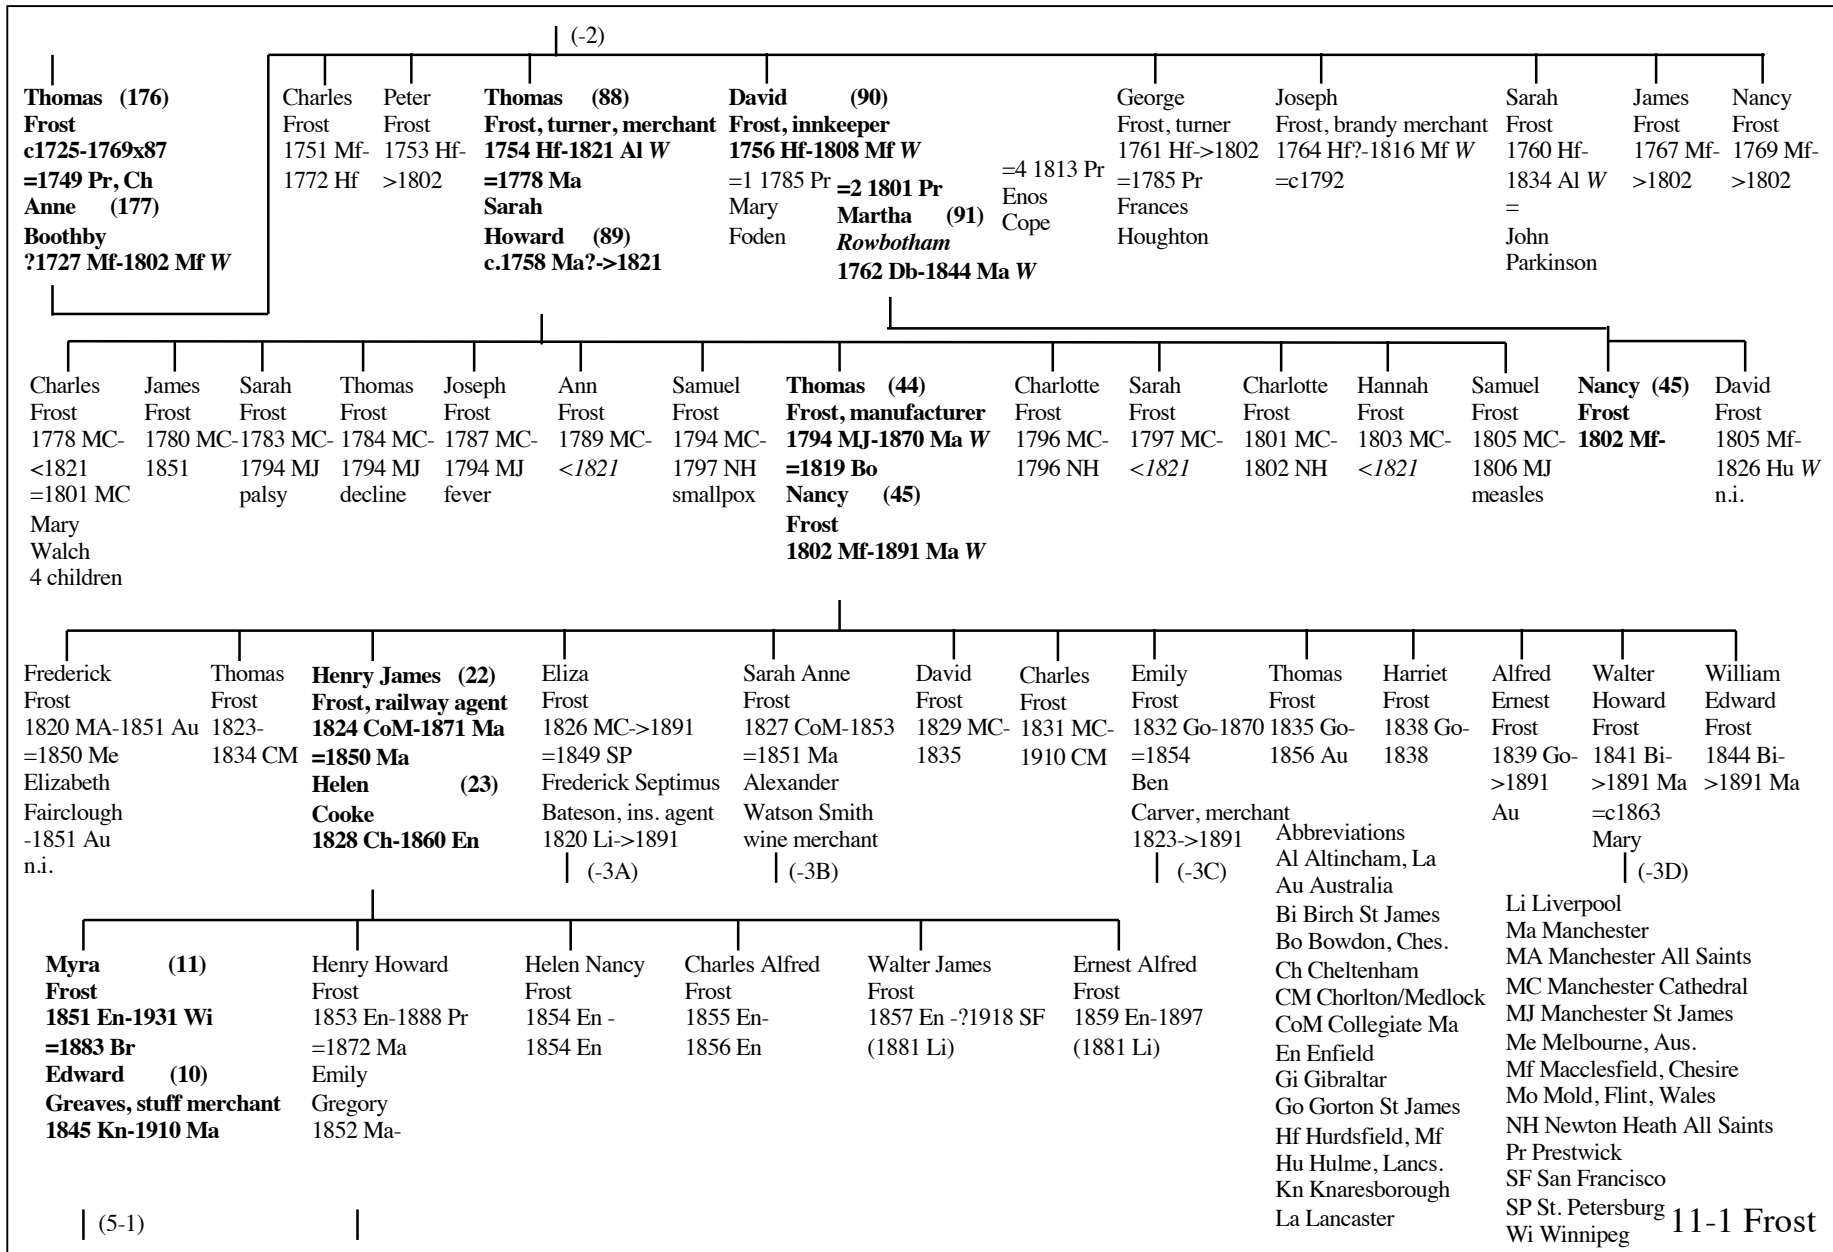 (-2)
Thomas (176)
Frost
c1725-1769x87
=1749 Pr, Ch
Anne (177)
Boothby
?1727 Mf-1802 Mf W
Charles
Frost
1751 Mf-
1772 Hf
Peter
Frost
1753 Hf-
>1802
Thomas (88)
Frost, turner, merchant
1754 Hf-1821 Al W
=1778 Ma
Sarah
Howard (89)
c.1758 Ma?->1821
David (90)
Frost, innkeeper
1756 Hf-1808 Mf W
=1 1785 Pr
Mary
Foden
=2 1801 Pr
Martha (91)
Rowbotham
1762 Db-1844 Ma W
=4 1813 Pr
Enos
Cope
George
Frost, turner
1761 Hf->1802
=1785 Pr
Frances
Houghton
Joseph
Frost, brandy merchant
1764 Hf?-1816 Mf W
=c1792
Sarah
Frost
1760 Hf-
1834 Al W
=
John
Parkinson
James
Frost
1767 Mf-
>1802
Nancy
Frost
1769 Mf-
>1802
Charles
Frost
1778 MC-
<1821
=1801 MC
Mary
Walch
4 children
James
Frost
1780 MC-
1851
Sarah
Frost
1783 MC-
1794 MJ
palsy
Thomas
Frost
1784 MC-
1794 MJ
decline
Joseph
Frost
1787 MC-
1794 MJ
fever
Ann
Frost
1789 MC-
<1821
Samuel
Frost
1794 MC-
1797 NH
smallpox
Thomas (44)
Frost, manufacturer
1794 MJ-1870 Ma W
=1819 Bo
Nancy (45)
Frost
1802 Mf-1891 Ma W
Charlotte
Frost
1796 MC-
1796 NH
Sarah
Frost
1797 MC-
<1821
Charlotte
Frost
1801 MC-
1802 NH
Hannah
Frost
1803 MC-
<1821
Samuel
Frost
1805 MC-
1806 MJ
measles
Nancy (45)
Frost
1802 Mf-
David
Frost
1805 Mf-
1826 Hu W
n.i.
Frederick
Frost
1820 MA-1851 Au
=1850 Me
Elizabeth
Fairclough
-1851 Au
n.i.
Thomas
Frost
1823-
1834 CM
Henry James (22)
Frost, railway agent
1824 CoM-1871 Ma
=1850 Ma
Helen (23)
Cooke
1828 Ch-1860 En
Eliza
Frost
1826 MC->1891
=1849 SP
Frederick Septimus
Bateson, ins. agent
1820 Li->1891
(-3A)
Sarah Anne
Frost
1827 CoM-1853
=1851 Ma
Alexander
Watson Smith
wine merchant
(-3B)
David
Frost
1829 MC-
1835
Charles
Frost
1831 MC-
1910 CM
Emily
Frost
1832 Go-1870
=1854
Ben
Carver, merchant
1823->1891
(-3C)
Thomas
Frost
1835 Go-
1856 Au
Harriet
Frost
1838 Go-
1838
Alfred
Ernest
Frost
1839 Go-
>1891
Au
Walter
Howard
Frost
1841 Bi-
>1891 Ma
=c1863
Mary
(-3D)
William
Edward
Frost
1844 Bi-
>1891 Ma
Myra (11)
Frost
1851 En-1931 Wi
=1883 Br
Edward (10)
Greaves, stuff merchant
1845 Kn-1910 Ma
(5-1)
Henry Howard
Frost
1853 En-1888 Pr
=1872 Ma
Emily
Gregory
1852 Ma-
Helen Nancy
Frost
1854 En -
1854 En
Charles Alfred
Frost
1855 En-
1856 En
Walter James
Frost
1857 En -?1918 SF
(1881 Li)
Ernest Alfred
Frost
1859 En-1897
(1881 Li)
Abbreviations
Al Altincham, La
Au Australia
Bi Birch St James
Bo Bowdon, Ches.
Ch Cheltenham
CM Chorlton/Medlock
CoM Collegiate Ma
En Enfield
Gi Gibraltar
Go Gorton St James
Hf Hurdsfield, Mf
Hu Hulme, Lancs.
Kn Knaresborough
La Lancaster
Li Liverpool
Ma Manchester
MA Manchester All Saints
MC Manchester Cathedral
MJ Manchester St James
Me Melbourne, Aus.
Mf Macclesfield, Chesire
Mo Mold, Flint, Wales
NH Newton Heath All Saints
Pr Prestwick
SF San Francisco
SP St. Petersburg
Wi Winnipeg
11-1 Frost